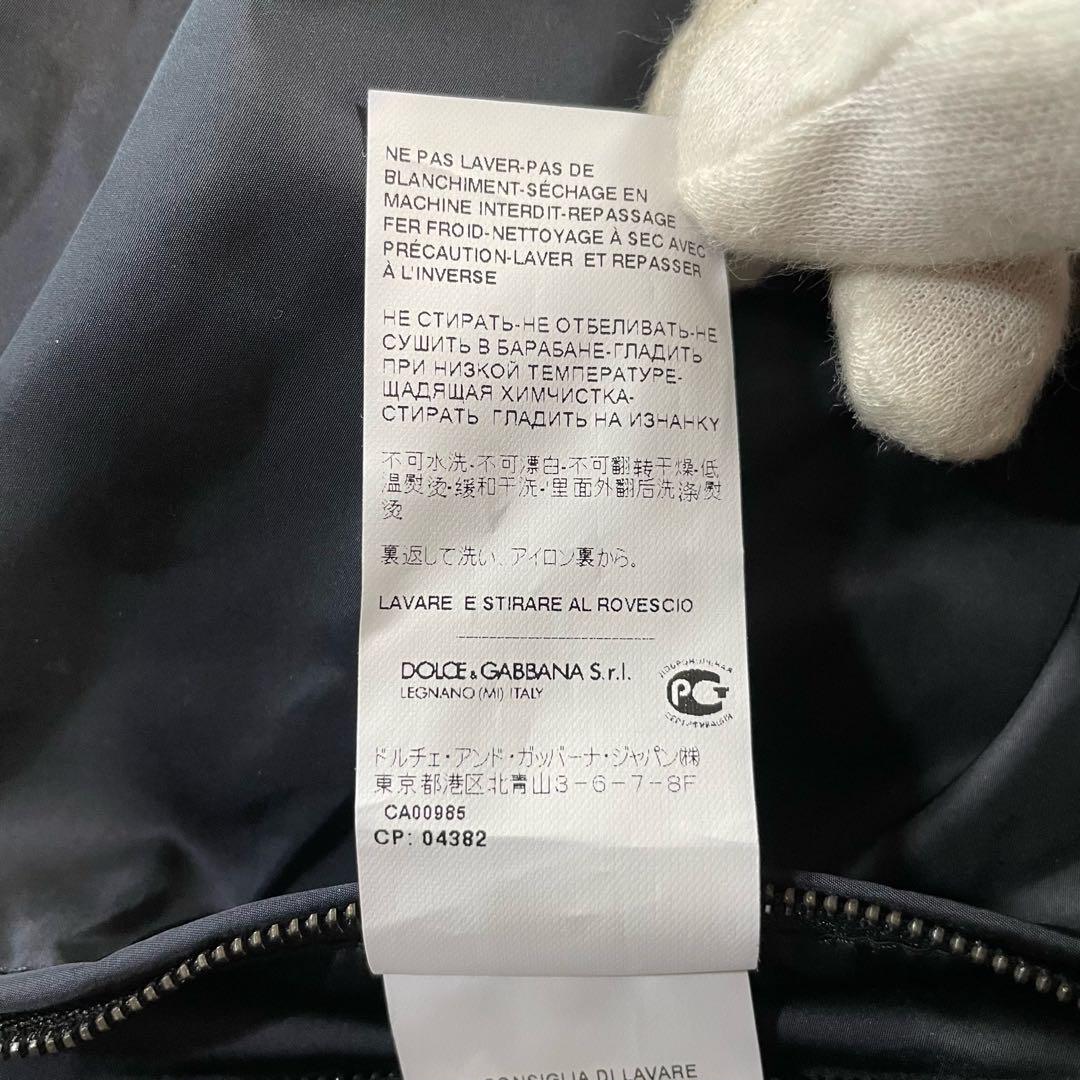 NE PAS LAVER-PAS DE
BLANCHIMENT-SÉCHAGE EN
MACHINE INTERDIT-REPASSAGE
FER FROID-NETTOYAGE À SEC AVEC
PRÉCAUTION-LAVER ET REPASSER
À L'INVERSE
НЕ СТИРАТЬ-НЕ ОТБЕЛИВАТЬ-НЕ
СУШИТЬ В БАРАБАНЕ-ГЛАДИТЬ
ПРИ НИЗКОЙ ТЕМПЕРАТУРЕ-
ЩАДЯЩАЯ ХИМЧИСТКА-
СТИРАТЬ ГЛАДИТЬ НА ИЗНАНКУ
不可水洗-不可漂白-不可翻转干燥-低
温熨烫-缓和干洗-里面外翻后洗涤/熨
烫
裏返して洗い、アイロン裏から。
LAVARE E STIRARE AL ROVESCIO
DOLCE & GABBANA S.r.l.
LEGNANO (MI) ITALY
ДОБРОВОЛЬНАЯ
РСТ
СЕРТИФИКАЦИЯ
ドルチェ・アンド・ガッバーナ・ジャパン㈱
東京都港区北青山3-6-7-8F
CA00985
CP: 04382
CONSIGLIA DI LAVARE